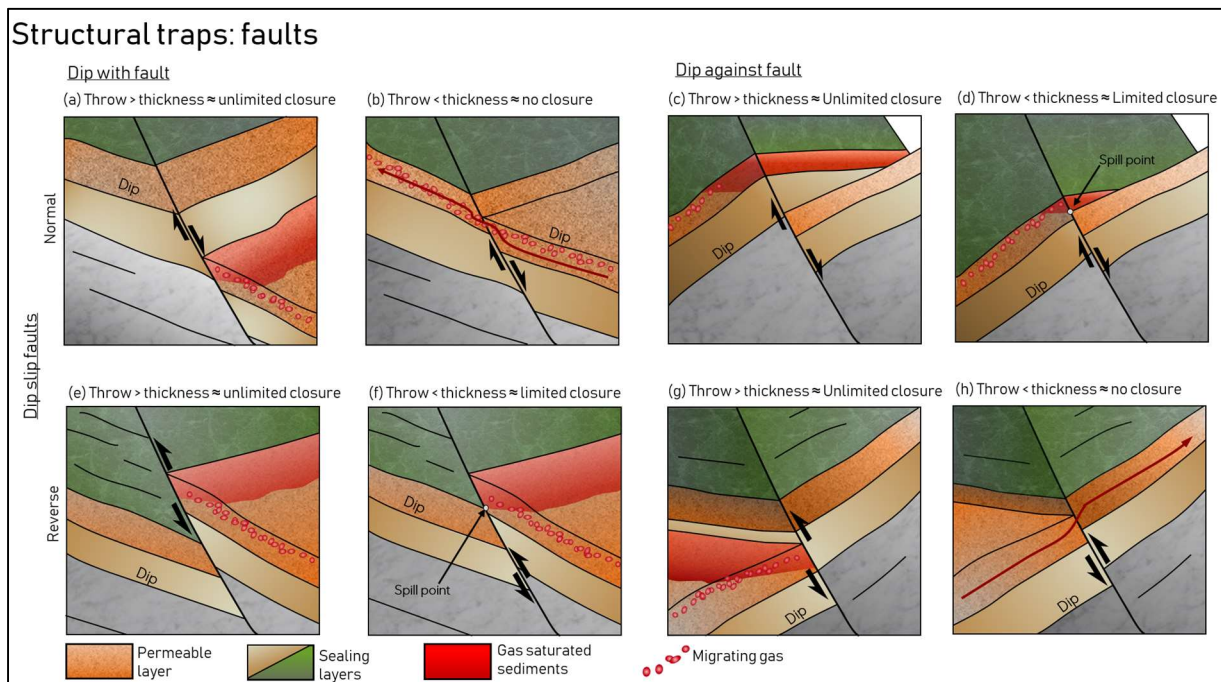 Structural traps: faults
Dip with fault
Dip against fault
(a) Throw > thickness ≈ unlimited closure
(b) Throw < thickness ≈ no closure
(c) Throw > thickness ≈ Unlimited closure
(d) Throw < thickness ≈ Limited closure
Dip slip faults
Normal
Dip
Dip
Dip
Spill point
Dip
(e) Throw > thickness ≈ unlimited closure
(f) Throw < thickness ≈ limited closure
(g) Throw > thickness ≈ Unlimited closure
(h) Throw < thickness ≈ no closure
Reverse
Dip
Dip
Spill point
Dip
Dip
Permeable
layer
Sealing
layers
Gas saturated
sediments
Migrating gas